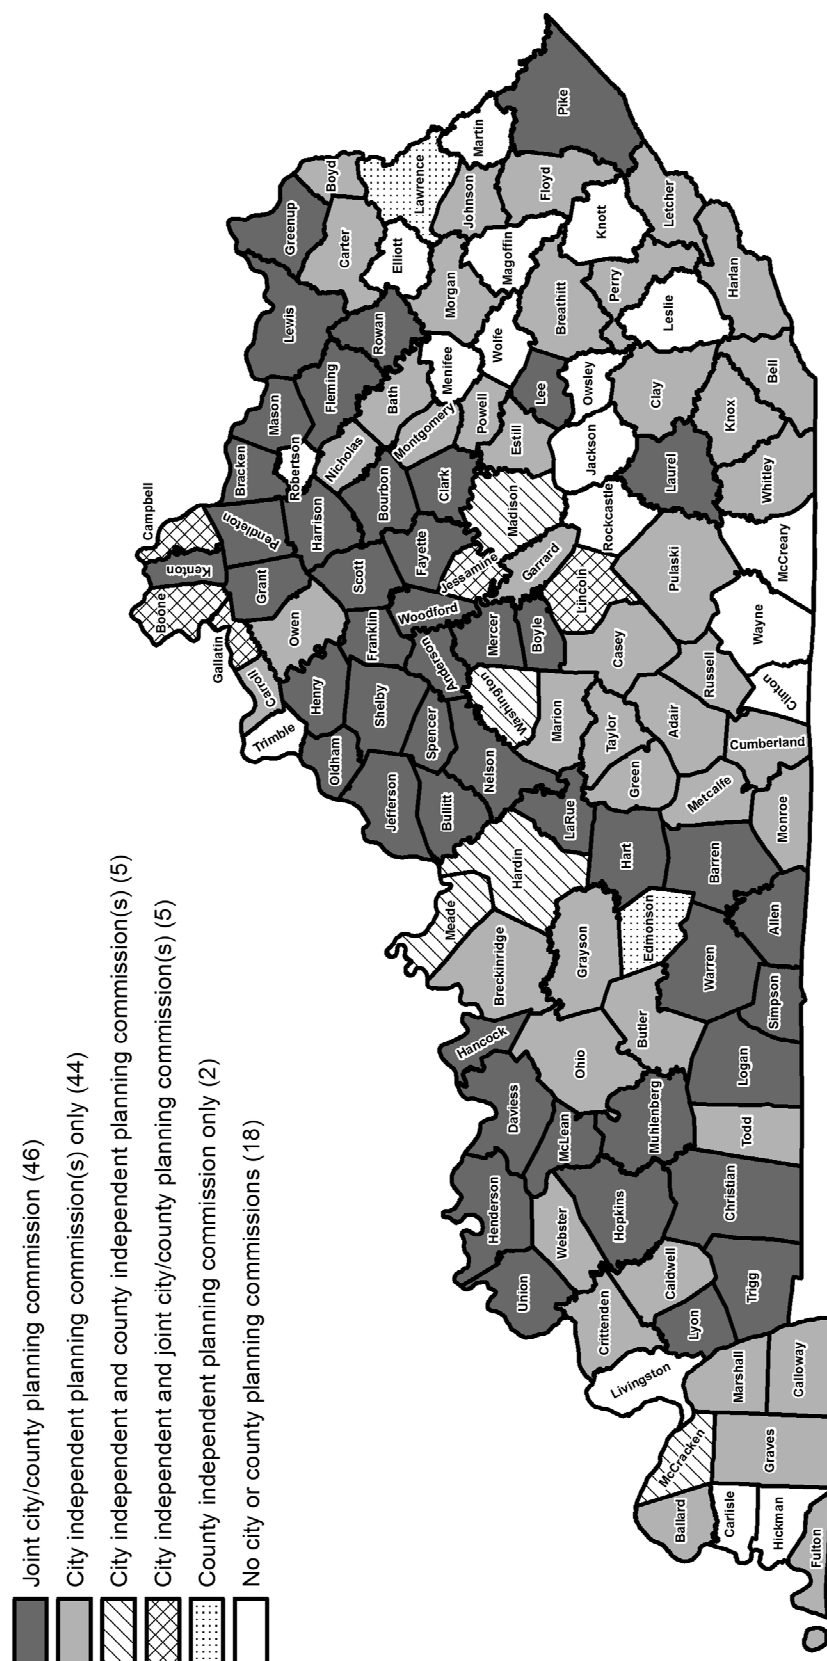 Joint city/county planning commission (46)
City independent planning commission(s) only (44)
City independent and county independent planning commission(s) (5)
City independent and joint city/county planning commission(s) (5)
County independent planning commission only (2)
No city or county planning commissions (18)
Campbell
Boone
Kenton
Gallatin
Carroll
Trimble
Owen
Grant
Pendleton
Bracken
Robertson
Mason
Lewis
Greenup
Boyd
Carter
Lawrence
Elliott
Rowan
Fleming
Nicholas
Harrison
Scott
Franklin
Henry
Oldham
Shelby
Jefferson
Bullitt
Spencer
Anderson
Woodford
Fayette
Bourbon
Clark
Montgomery
Bath
Menifee
Morgan
Johnson
Martin
Magoffin
Floyd
Pike
Wolfe
Powell
Estill
Madison
Jessamine
Garrard
Mercer
Boyle
Washington
Nelson
Hardin
Meade
Breckinridge
Hancock
Daviess
Henderson
Union
Webster
McLean
Ohio
Grayson
LaRue
Marion
Taylor
Green
Casey
Lincoln
Rockcastle
Jackson
Lee
Owsley
Breathitt
Perry
Knott
Letcher
Leslie
Harlan
Clay
Laurel
Knox
Bell
Whitley
McCreary
Pulaski
Wayne
Russell
Clinton
Adair
Cumberland
Metcalfe
Monroe
Hart
Barren
Edmonson
Warren
Allen
Simpson
Butler
Logan
Muhlenberg
Todd
Hopkins
Christian
Caldwell
Crittenden
Lyon
Trigg
Livingston
Marshall
Calloway
McCracken
Graves
Ballard
Carlisle
Hickman
Fulton